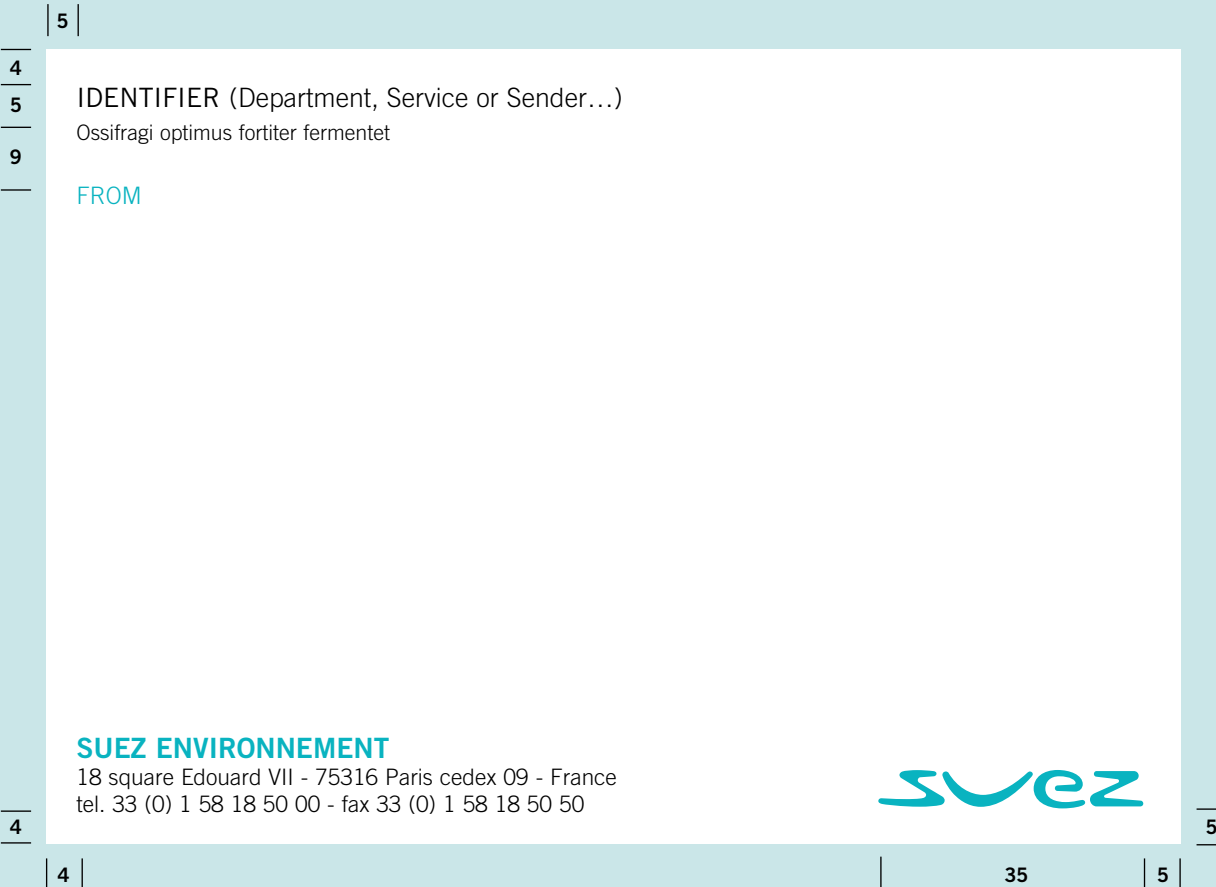 5
4
5
9
IDENTIFIER (Department, Service or Sender…)
Ossifragi optimus fortiter fermentet
FROM
SUEZ ENVIRONNEMENT
18 square Edouard VII - 75316 Paris cedex 09 - France
tel. 33 (0) 1 58 18 50 00 - fax 33 (0) 1 58 18 50 50
suez
4
5
4
35
5